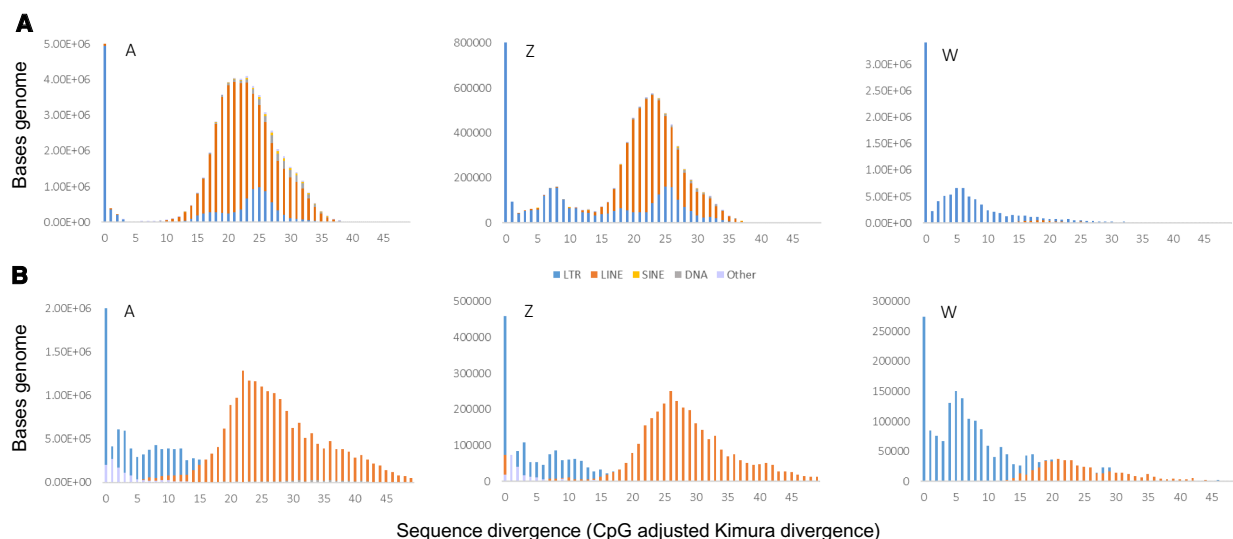 A
A
5.00E+06
4.00E+06
3.00E+06
2.00E+06
1.00E+06
0.00E+00
0 5 10 15 20 25 30 35 40 45
Z
800000
600000
400000
200000
0
0 5 10 15 20 25 30 35 40 45
W
3.00E+06
2.50E+06
2.00E+06
1.50E+06
1.00E+06
5.00E+05
0.00E+00
0 5 10 15 20 25 30 35 40 45
Bases genome
LTR LINE SINE DNA Other
B
A
2.00E+06
1.50E+06
1.00E+06
5.00E+05
0.00E+00
0 5 10 15 20 25 30 35 40 45
Z
500000
400000
300000
200000
100000
0
0 5 10 15 20 25 30 35 40 45
W
300000
250000
200000
150000
100000
50000
0
0 5 10 15 20 25 30 35 40 45
Bases genome
Sequence divergence (CpG adjusted Kimura divergence)